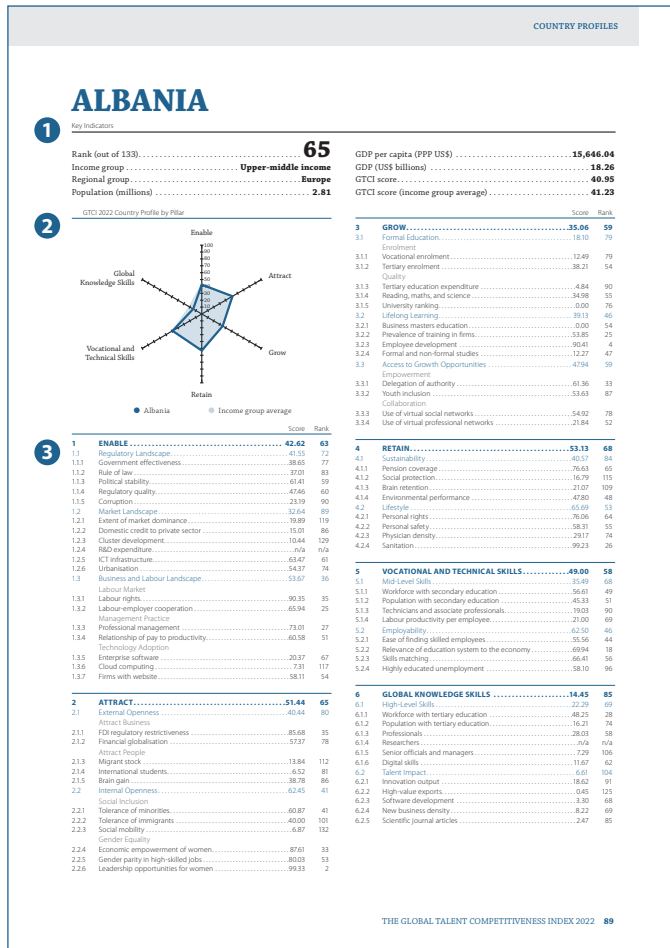 COUNTRY PROFILES
ALBANIA
1
Key Indicators
Rank (out of 133) 65
Income group Upper-middle income
Regional group Europe
Population (millions) 2.81
GDP per capita (PPP US$) 15,646.04
GDP (US$ billions) 18.26
GTCI score 40.95
GTCI score (income group average) 41.23
2
GTCI 2022 Country Profile by Pillar
Enable
Attract
Grow
Retain
Vocational and
Technical Skills
Global
Knowledge Skills
Albania
Income group average
3
Score Rank
1 ENABLE 42.62 63
1.1 Regulatory Landscape 41.55 72
1.1.1 Government effectiveness 38.65 77
1.1.2 Rule of law 37.01 83
1.1.3 Political stability 61.41 59
1.1.4 Regulatory quality 47.46 60
1.1.5 Corruption 23.19 90
1.2 Market Landscape 32.64 89
1.2.1 Extent of market dominance 19.89 119
1.2.2 Domestic credit to private sector 15.01 86
1.2.3 Cluster development 10.44 129
1.2.4 R&D expenditure n/a n/a
1.2.5 ICT infrastructure 63.47 61
1.2.6 Urbanisation 54.37 74
1.3 Business and Labour Landscape 53.67 36
Labour Market
1.3.1 Labour rights 90.35 35
1.3.2 Labour-employer cooperation 65.94 25
Management Practice
1.3.3 Professional management 73.01 27
1.3.4 Relationship of pay to productivity 60.58 51
Technology Adoption
1.3.5 Enterprise software 20.37 67
1.3.6 Cloud computing 7.31 117
1.3.7 Firms with website 58.11 54
2 ATTRACT 51.44 65
2.1 External Openness 40.44 80
Attract Business
2.1.1 FDI regulatory restrictiveness 85.68 35
2.1.2 Financial globalisation 57.37 78
Attract People
2.1.3 Migrant stock 13.84 112
2.1.4 International students 6.52 81
2.1.5 Brain gain 38.78 86
2.2 Internal Openness 62.45 41
Social Inclusion
2.2.1 Tolerance of minorities 60.87 41
2.2.2 Tolerance of immigrants 40.00 101
2.2.3 Social mobility 6.87 132
Gender Equality
2.2.4 Economic empowerment of women 87.61 33
2.2.5 Gender parity in high-skilled jobs 80.03 53
2.2.6 Leadership opportunities for women 99.33 2
Score Rank
3 GROW 35.06 59
3.1 Formal Education 18.10 79
Enrolment
3.1.1 Vocational enrolment 12.49 79
3.1.2 Tertiary enrolment 38.21 54
Quality
3.1.3 Tertiary education expenditure 4.84 90
3.1.4 Reading, maths, and science 34.98 55
3.1.5 University ranking 0.00 76
3.2 Lifelong Learning 39.13 46
3.2.1 Business masters education 0.00 54
3.2.2 Prevalence of training in firms 53.85 25
3.2.3 Employee development 90.41 4
3.2.4 Formal and non-formal studies 12.27 47
3.3 Access to Growth Opportunities 47.94 59
Empowerment
3.3.1 Delegation of authority 61.36 33
3.3.2 Youth inclusion 53.63 87
Collaboration
3.3.3 Use of virtual social networks 54.92 78
3.3.4 Use of virtual professional networks 21.84 52
4 RETAIN 53.13 68
4.1 Sustainability 40.57 84
4.1.1 Pension coverage 76.63 65
4.1.2 Social protection 16.79 115
4.1.3 Brain retention 21.07 109
4.1.4 Environmental performance 47.80 48
4.2 Lifestyle 65.69 53
4.2.1 Personal rights 76.06 64
4.2.2 Personal safety 58.31 55
4.2.3 Physician density 29.17 74
4.2.4 Sanitation 99.23 26
5 VOCATIONAL AND TECHNICAL SKILLS 49.00 58
5.1 Mid-Level Skills 35.49 68
5.1.1 Workforce with secondary education 56.61 49
5.1.2 Population with secondary education 45.33 51
5.1.3 Technicians and associate professionals 19.03 90
5.1.4 Labour productivity per employee 21.00 69
5.2 Employability 62.50 46
5.2.1 Ease of finding skilled employees 55.56 44
5.2.2 Relevance of education system to the economy 69.94 18
5.2.3 Skills matching 66.41 56
5.2.4 Highly educated unemployment 58.10 96
6 GLOBAL KNOWLEDGE SKILLS 14.45 85
6.1 High-Level Skills 22.29 69
6.1.1 Workforce with tertiary education 48.25 28
6.1.2 Population with tertiary education 16.21 74
6.1.3 Professionals 28.03 58
6.1.4 Researchers n/a n/a
6.1.5 Senior officials and managers 7.29 106
6.1.6 Digital skills 11.67 62
6.2 Talent Impact 6.61 104
6.2.1 Innovation output 18.62 91
6.2.2 High-value exports 0.45 125
6.2.3 Software development 3.30 68
6.2.4 New business density 8.22 69
6.2.5 Scientific journal articles 2.47 85
THE GLOBAL TALENT COMPETITIVENESS INDEX 2022 89